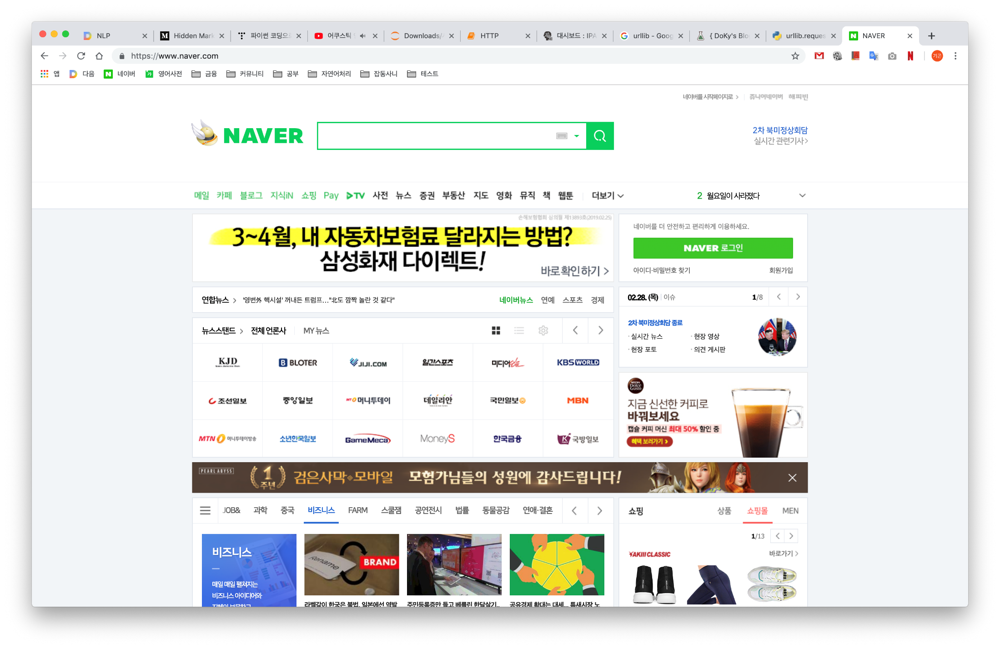 NLP
Hidden Mark
파이썬 코딩으로
어쿠스틱
Downloads/
HTTP
대시보드 : IPA
urllib - Goog
{ DoKy's Blo
urllib.reques
NAVER
https://www.naver.com
기곤
앱
다음
네이버
영어사전
금융
커뮤니티
공부
자연어처리
잡동사니
테스트
네이버를 시작페이지로
쥬니어네이버 해피빈
NAVER
2차 북미정상회담
실시간 관련기사
메일 카페 블로그 지식iN 쇼핑 Pay TV 사전 뉴스 증권 부동산 지도 영화 뮤직 책 웹툰 더보기
2 월요일이 사라졌다
손해보험협회 심의필 제13893호(2019.02.25)
3~4월, 내 자동차보험료 달라지는 방법?
삼성화재 다이렉트!
바로 확인하기 >
네이버를 더 안전하고 편리하게 이용하세요.
NAVER 로그인
아이디·비밀번호 찾기
회원가입
연합뉴스 '영변外 핵시설' 꺼내든 트럼프..."北도 깜짝 놀란 것 같다"
네이버뉴스 연예 스포츠 경제
02.28. (목) 이슈
1/8
2차 북미정상회담 종료
· 실시간 뉴스 · 현장 영상
· 현장 포토 · 의견 게시판
뉴스스탠드 전체 언론사 MY 뉴스
KJD
BLOTER
JIJI.COM
일간스포츠
미디어오늘
KBS WORLD
조선일보
중앙일보
MT 머니투데이
데일리안
국민일보
MBN
MTN 머니투데이방송
소년한국일보
GameMeca
MoneyS
한국금융
K 국방일보
NESCAFÉ Dolce Gusto
지금 신선한 커피로
바꿔보세요
캡슐 커피 머신 최대 50% 할인 중
혜택 보러가기 >
PEARL ABYSS
1주년
검은사막 모바일 모험가님들의 성원에 감사드립니다!
JOB& 과학 중국 비즈니스 FARM 스쿨잼 공연전시 법률 동물공감 연애·결혼
쇼핑 상품 쇼핑몰 MEN
1/13
AKIII CLASSIC
바로가기
비즈니스
매일 매일 펼쳐지는
비즈니스 아이디어와
Rename
BRAND
500
500
라벨갈이 한국은 불법, 일본에선 역발
주민등록증만 들고 베를린 한달살기..
공유경제 확대는 대세... 틈새시장 노